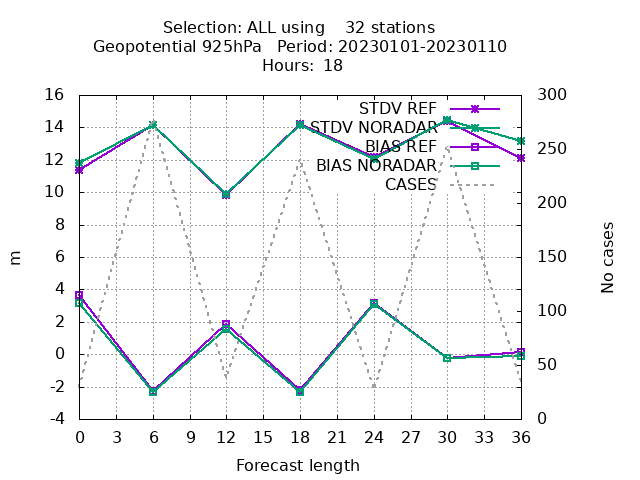 Selection: ALL using    32 stations
Geopotential 925hPa   Period: 20230101-20230110
Hours: 18
STDV REF
STDV NORADAR
BIAS REF
BIAS NORADAR
CASES
16
14
12
10
8
6
4
2
0
-2
-4
m
300
250
200
150
100
50
0
No cases
0 3 6 9 12 15 18 21 24 27 30 33 36
Forecast length